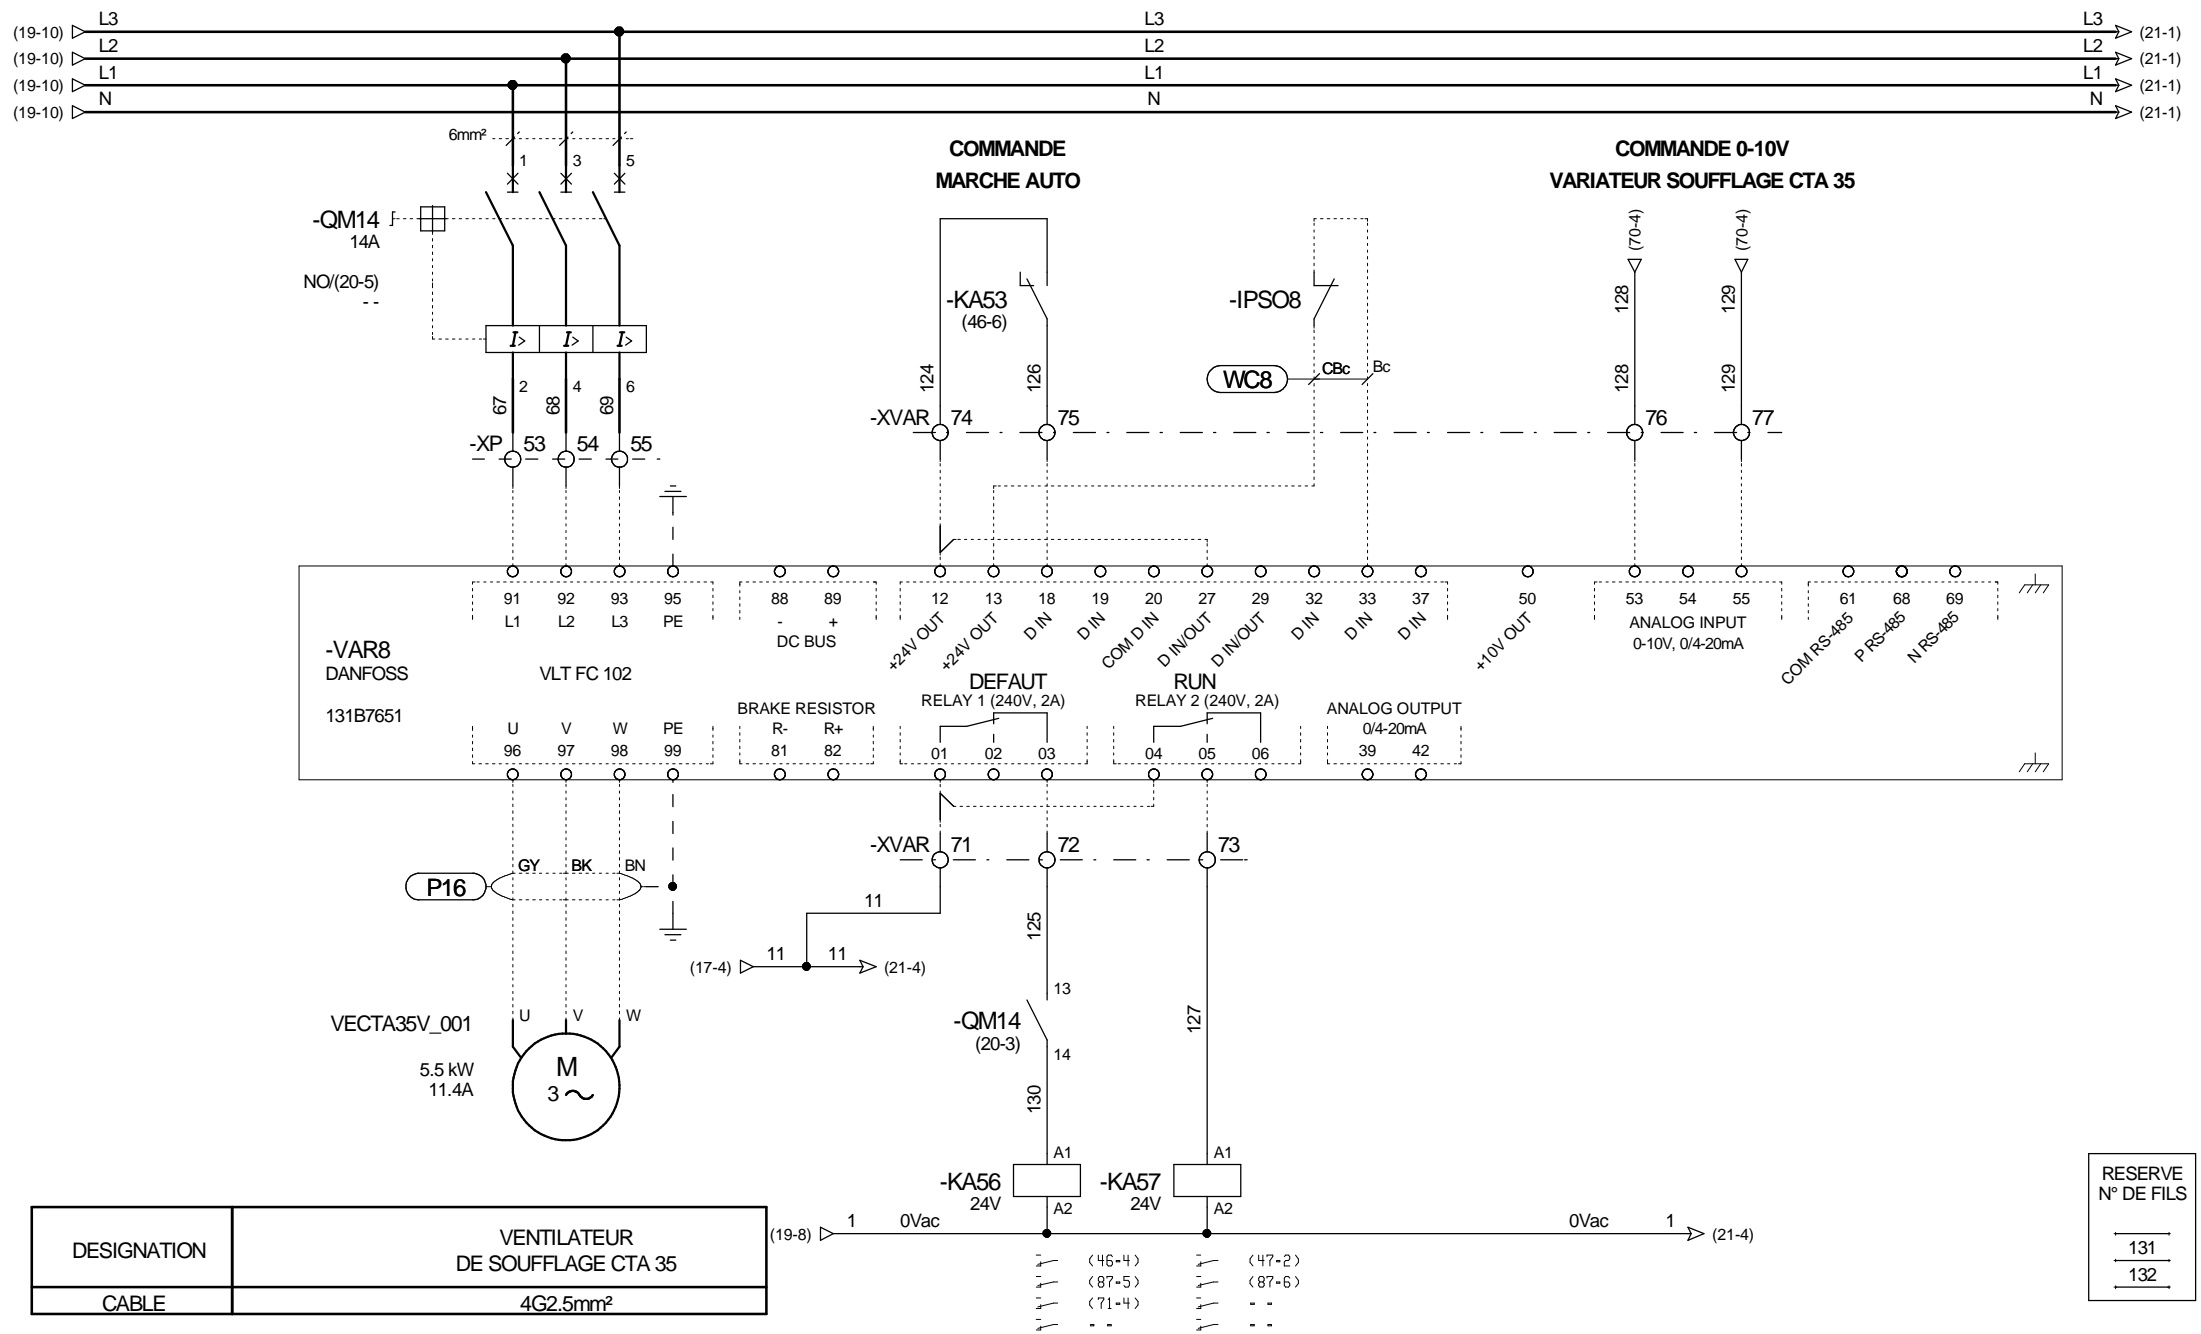 L3 L3 L3
(19-10) (21-1)
L2 L2 L2
(19-10) (21-1)
L1 L1 L1
(19-10) (21-1)
N N N
(19-10) (21-1)
6mm²
1 3 5
COMMANDE
MARCHE AUTO
COMMANDE 0-10V
VARIATEUR SOUFFLAGE CTA 35
-QM14
14A
NO/(20-5)
- -
I> I> I>
2 4 6
67 68 69
-XP 53 54 55
-KA53
(46-6)
124 126
-IPSO8
WC8 CBc Bc
(70-4) (70-4)
128 129
128 129
-XVAR 74 75 76 77
91 92 93 95 88 89 12 13 18 19 20 27 29 32 33 37 50 53 54 55 61 68 69
L1 L2 L3 PE - +
DC BUS
+24V OUT
+24V OUT
D IN
D IN
COM D IN
D IN/OUT
D IN/OUT
D IN
D IN
D IN
+10V OUT
ANALOG INPUT
0-10V, 0/4-20mA
COM RS-485
P RS-485
N RS-485
-VAR8
DANFOSS
VLT FC 102
131B7651
DEFAUT
RELAY 1 (240V, 2A)
RUN
RELAY 2 (240V, 2A)
BRAKE RESISTOR
R- R+
ANALOG OUTPUT
0/4-20mA
U V W PE
96 97 98 99 81 82 01 02 03 04 05 06 39 42
-XVAR 71 72 73
GY BK BN
P16
11
125
(17-4) 11 11 (21-4)
13
-QM14
(20-3)
14
127
130
VECTA35V_001
U V W
M
3
5.5 kW
11.4A
A1 A1
-KA56
24V
-KA57
24V
A2 A2
(19-8) 1 0Vac 0Vac 1 (21-4)
(46-4) (47-2)
(87-5) (87-6)
(71-4) - -
- - - -
DESIGNATION
VENTILATEUR
DE SOUFFLAGE CTA 35
CABLE 4G2.5mm²
RESERVE
N° DE FILS
131
132